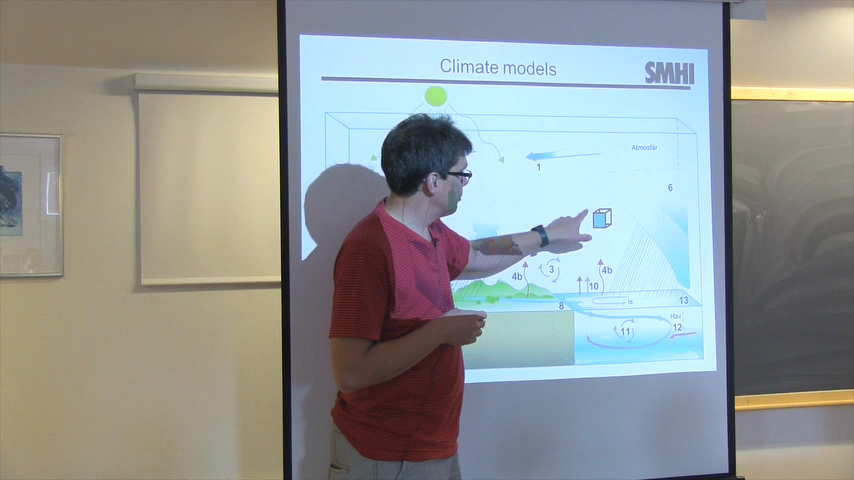 Climate models
SMHI
Atmosfär
1
6
4b
3
4b
10
Is
13
8
Hav
11
12